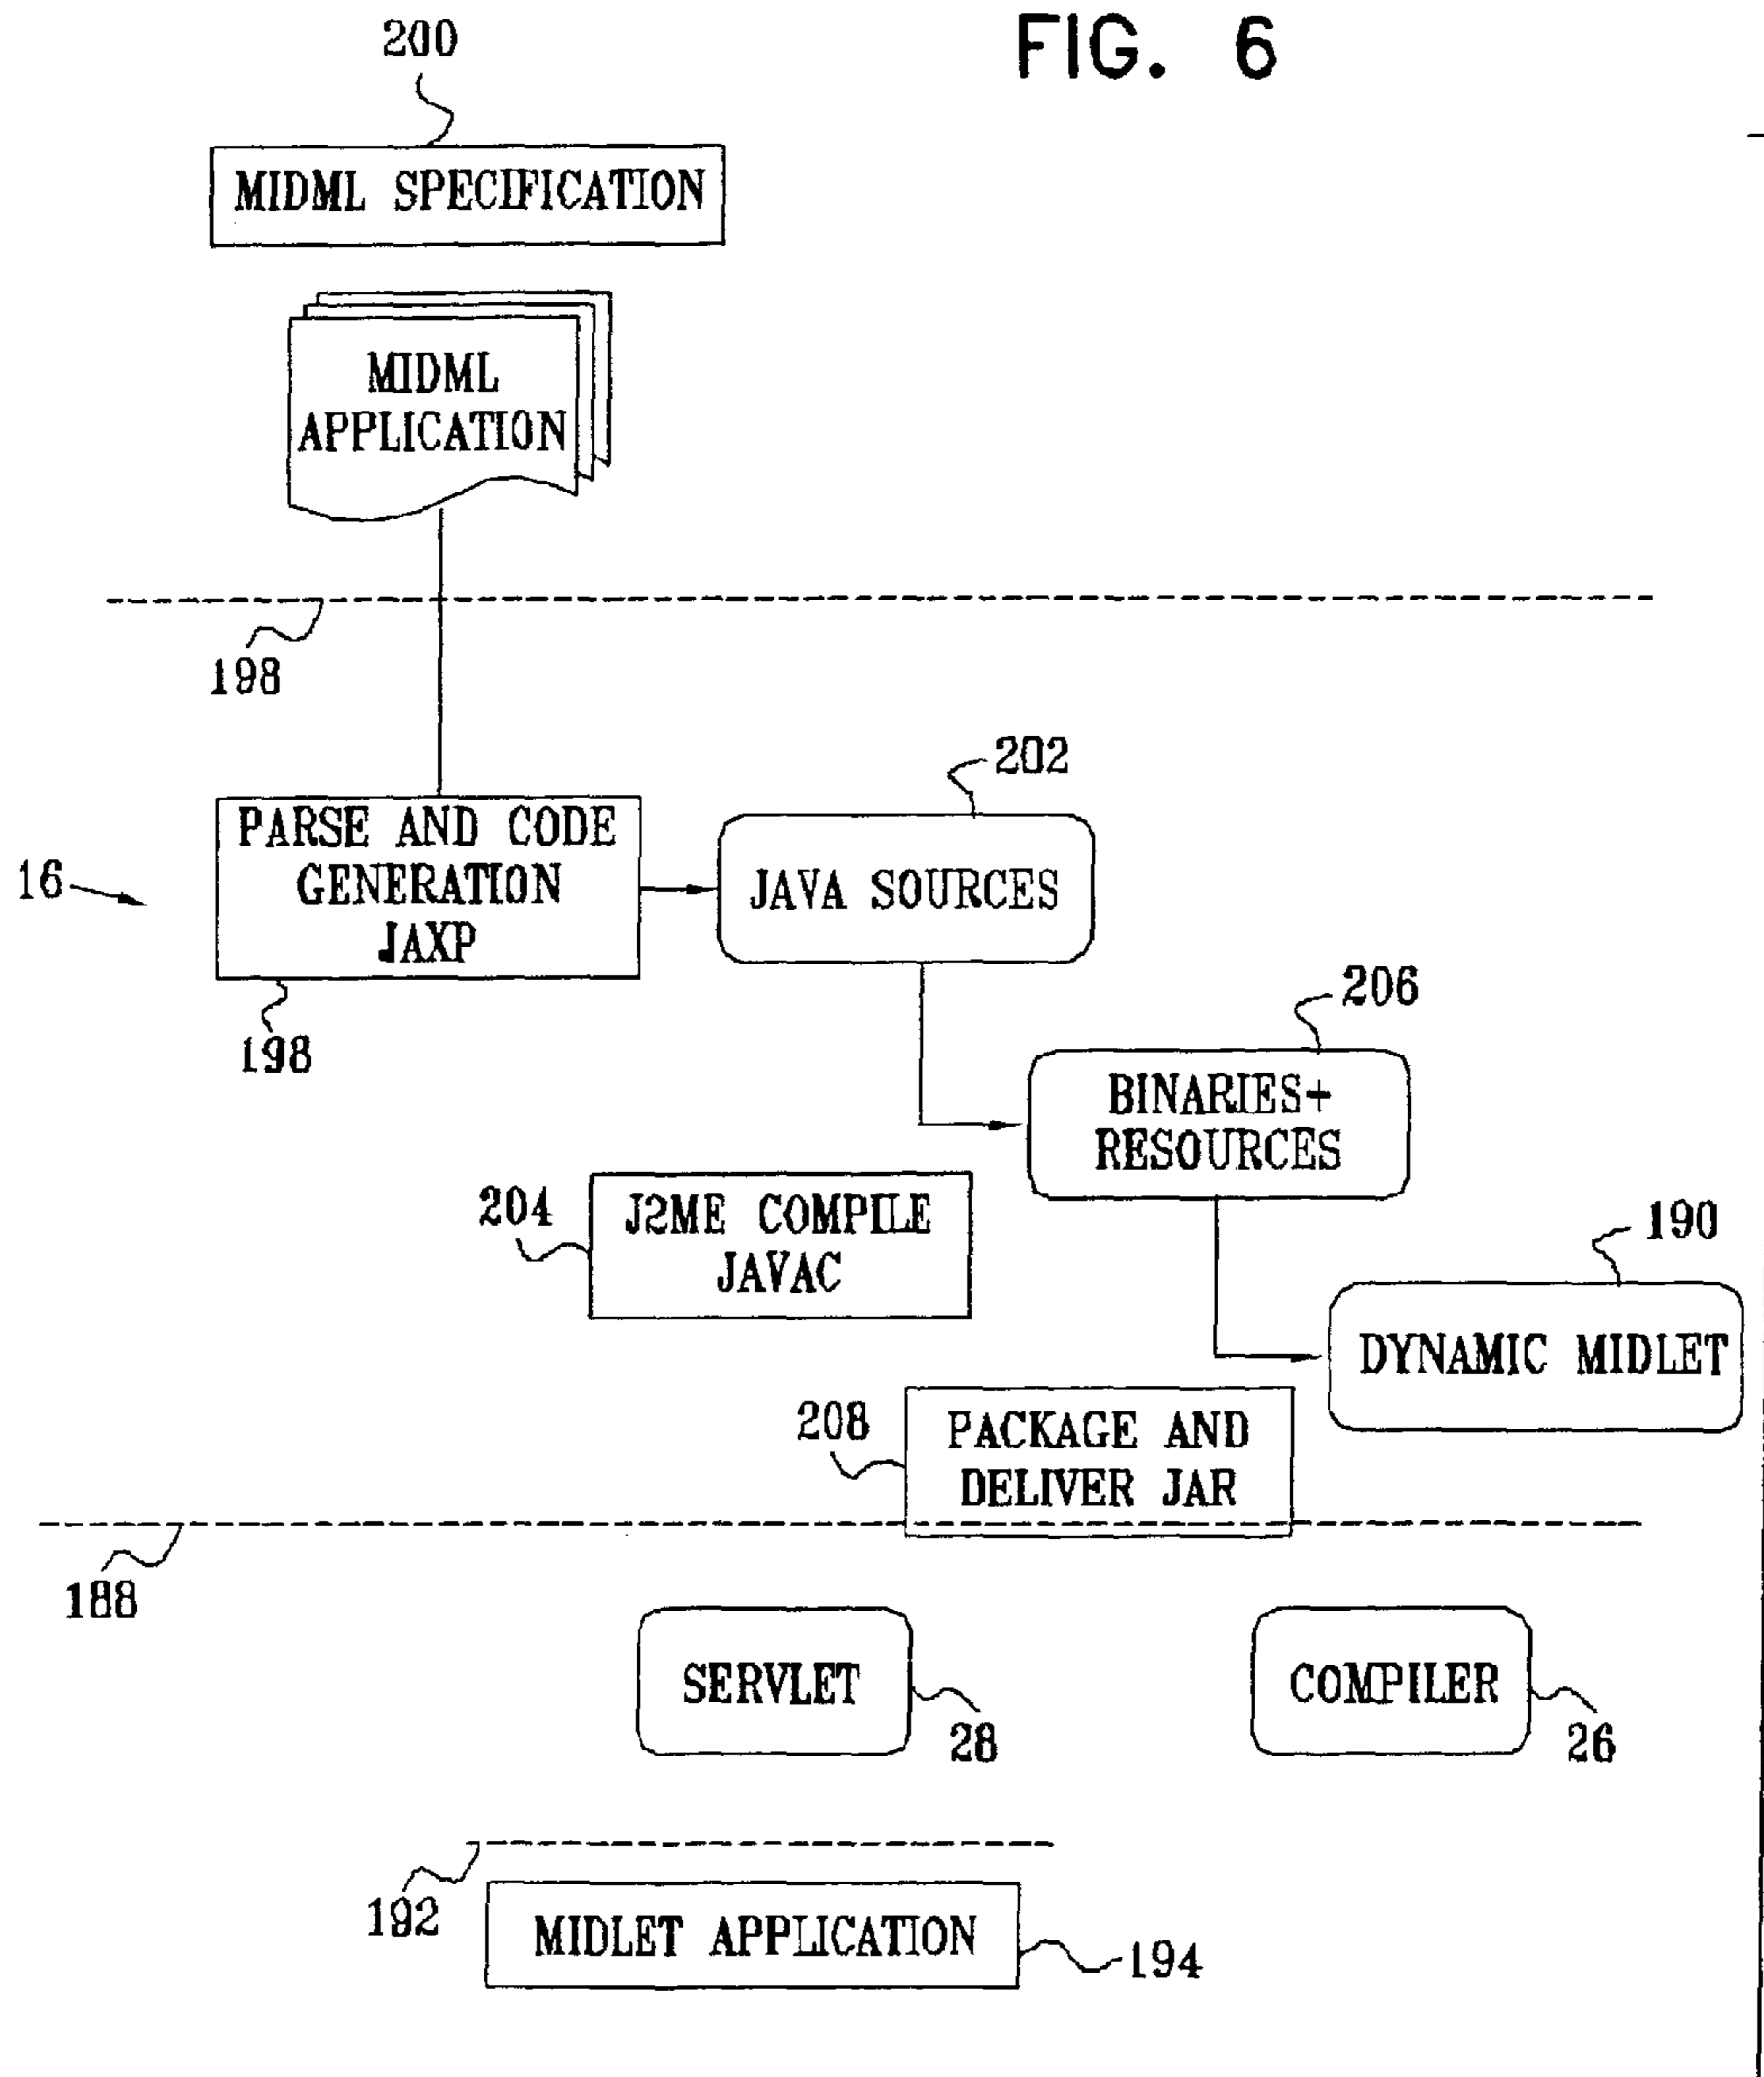 FIG. 6
200
MIDML SPECIFICATION
MIDML
APPLICATION
198
202
PARSE AND CODE
GENERATION
JAXP
16
JAVA SOURCES
198
206
BINARIES+
RESOURCES
204
J2ME COMPILE
JAVAC
190
DYNAMIC MIDLET
208
PACKAGE AND
DELIVER JAR
188
SERVLET
28
COMPILER
26
192
MIDLET APPLICATION
194